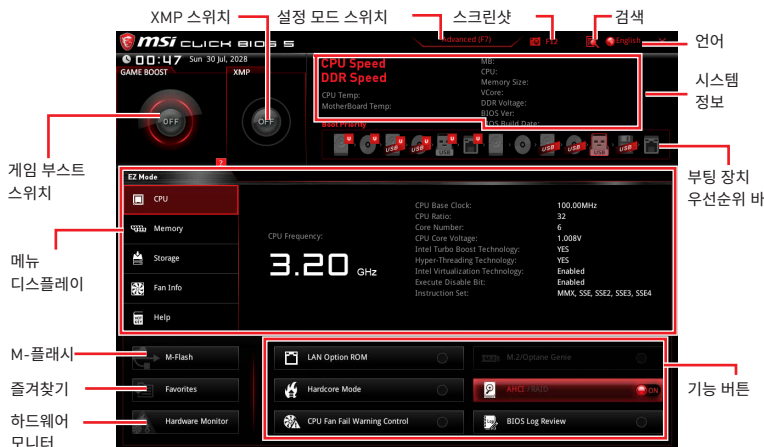 XMP 스위치
설정 모드 스위치
스크린샷
검색
언어
시스템
정보
부팅 장치
우선순위 바
게임 부스트
스위치
메뉴
디스플레이
M-플래시
즐겨찾기
하드웨어
모니터
기능 버튼
msi CLICK BIOS 5
Advanced (F7)
F12
English
00:47 Sun 30 Jul, 2028
GAME BOOST
XMP
OFF
OFF
CPU Speed
DDR Speed
CPU Temp:
MotherBoard Temp:
MB:
CPU:
Memory Size:
VCore:
DDR Voltage:
BIOS Ver:
BIOS Build Date:
Boot Priority
U U U U U U
USB USB USB USB USB USB USB
?
EZ Mode
CPU
Memory
Storage
Fan Info
Help
CPU Frequency:
3.20 GHz
CPU Base Clock: 100.00MHz
CPU Ratio: 32
Core Number: 6
CPU Core Voltage: 1.008V
Intel Turbo Boost Technology: YES
Hyper-Threading Technology: YES
Intel Virtualization Technology: Enabled
Execute Disable Bit: Enabled
Instruction Set: MMX, SSE, SSE2, SSE3, SSE4
M-Flash
Favorites
Hardware Monitor
LAN Option ROM
M.2/Optane Genie
Hardcore Mode
AHCI /RAID
ON
CPU Fan Fail Warning Control
BIOS Log Review